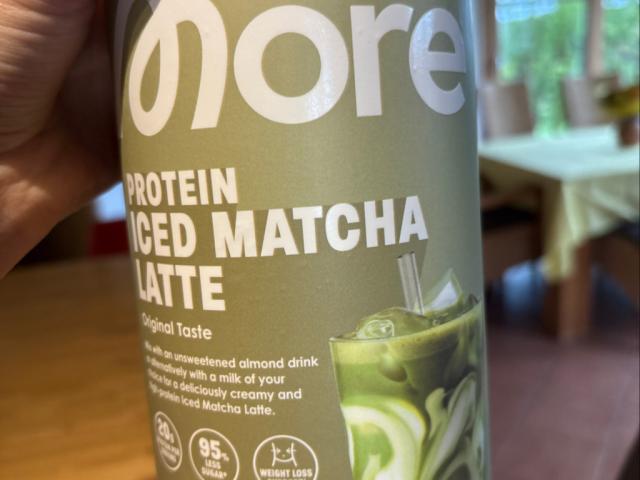 more
PROTEIN
ICED MATCHA
LATTE
Original Taste
with an unsweetened almond drink
alternatively with a milk of your
choice for a deliciously creamy and
high-protein Iced Matcha Latte.
20g
95%
LESS
SUGAR*
WEIGHT LOSS